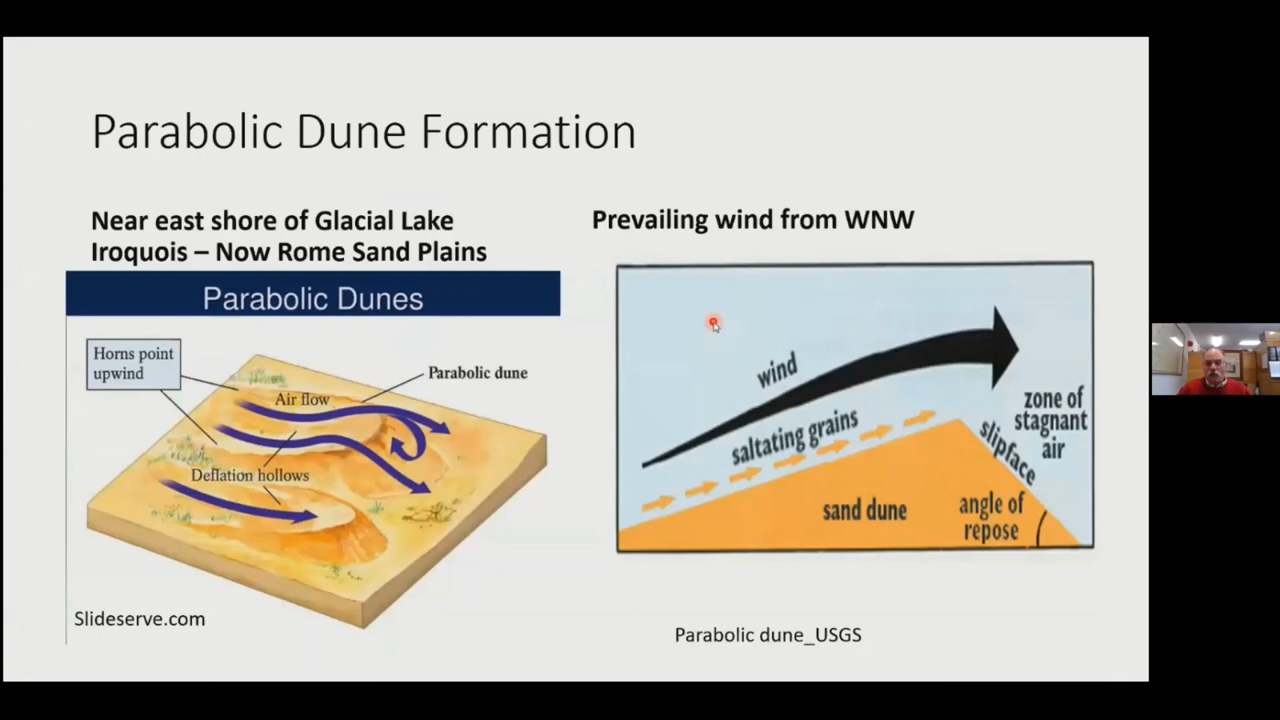 Parabolic Dune Formation
Near east shore of Glacial Lake
Iroquois – Now Rome Sand Plains
Parabolic Dunes
Horns point
upwind
Air flow
Parabolic dune
Deflation hollows
Slideserve.com
Prevailing wind from WNW
wind
saltating grains
zone of
stagnant
air
slipface
sand dune
angle of
repose
Parabolic dune_USGS